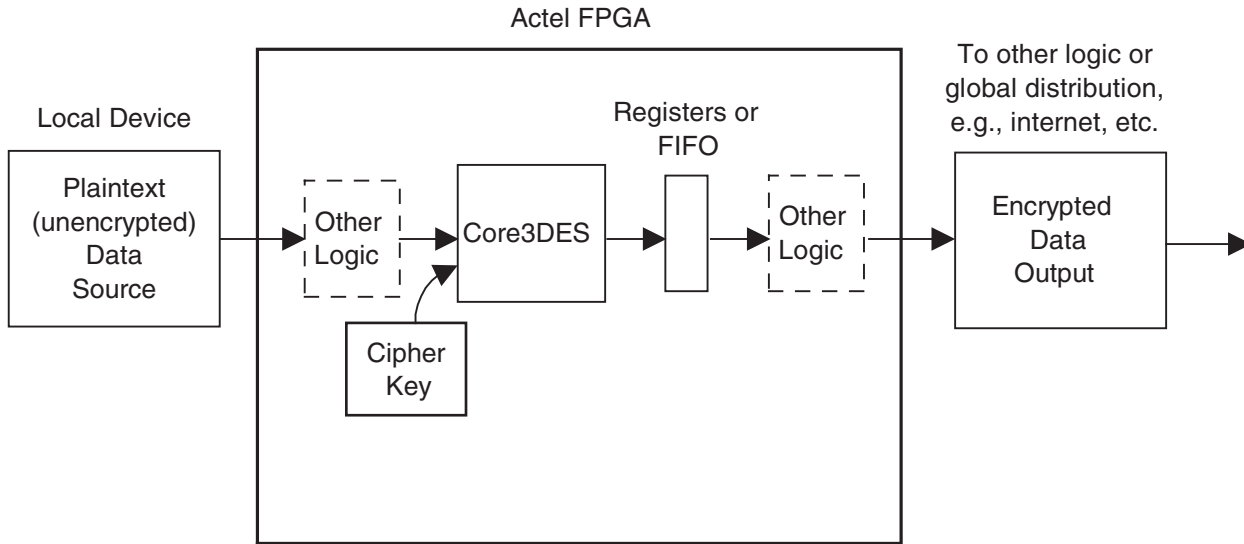 Actel FPGA
To other logic or
global distribution,
e.g., internet, etc.
Local Device
Registers or
FIFO
Plaintext
(unencrypted)
Data
Source
Other
Logic
Core3DES
Other
Logic
Encrypted
Data
Output
Cipher
Key